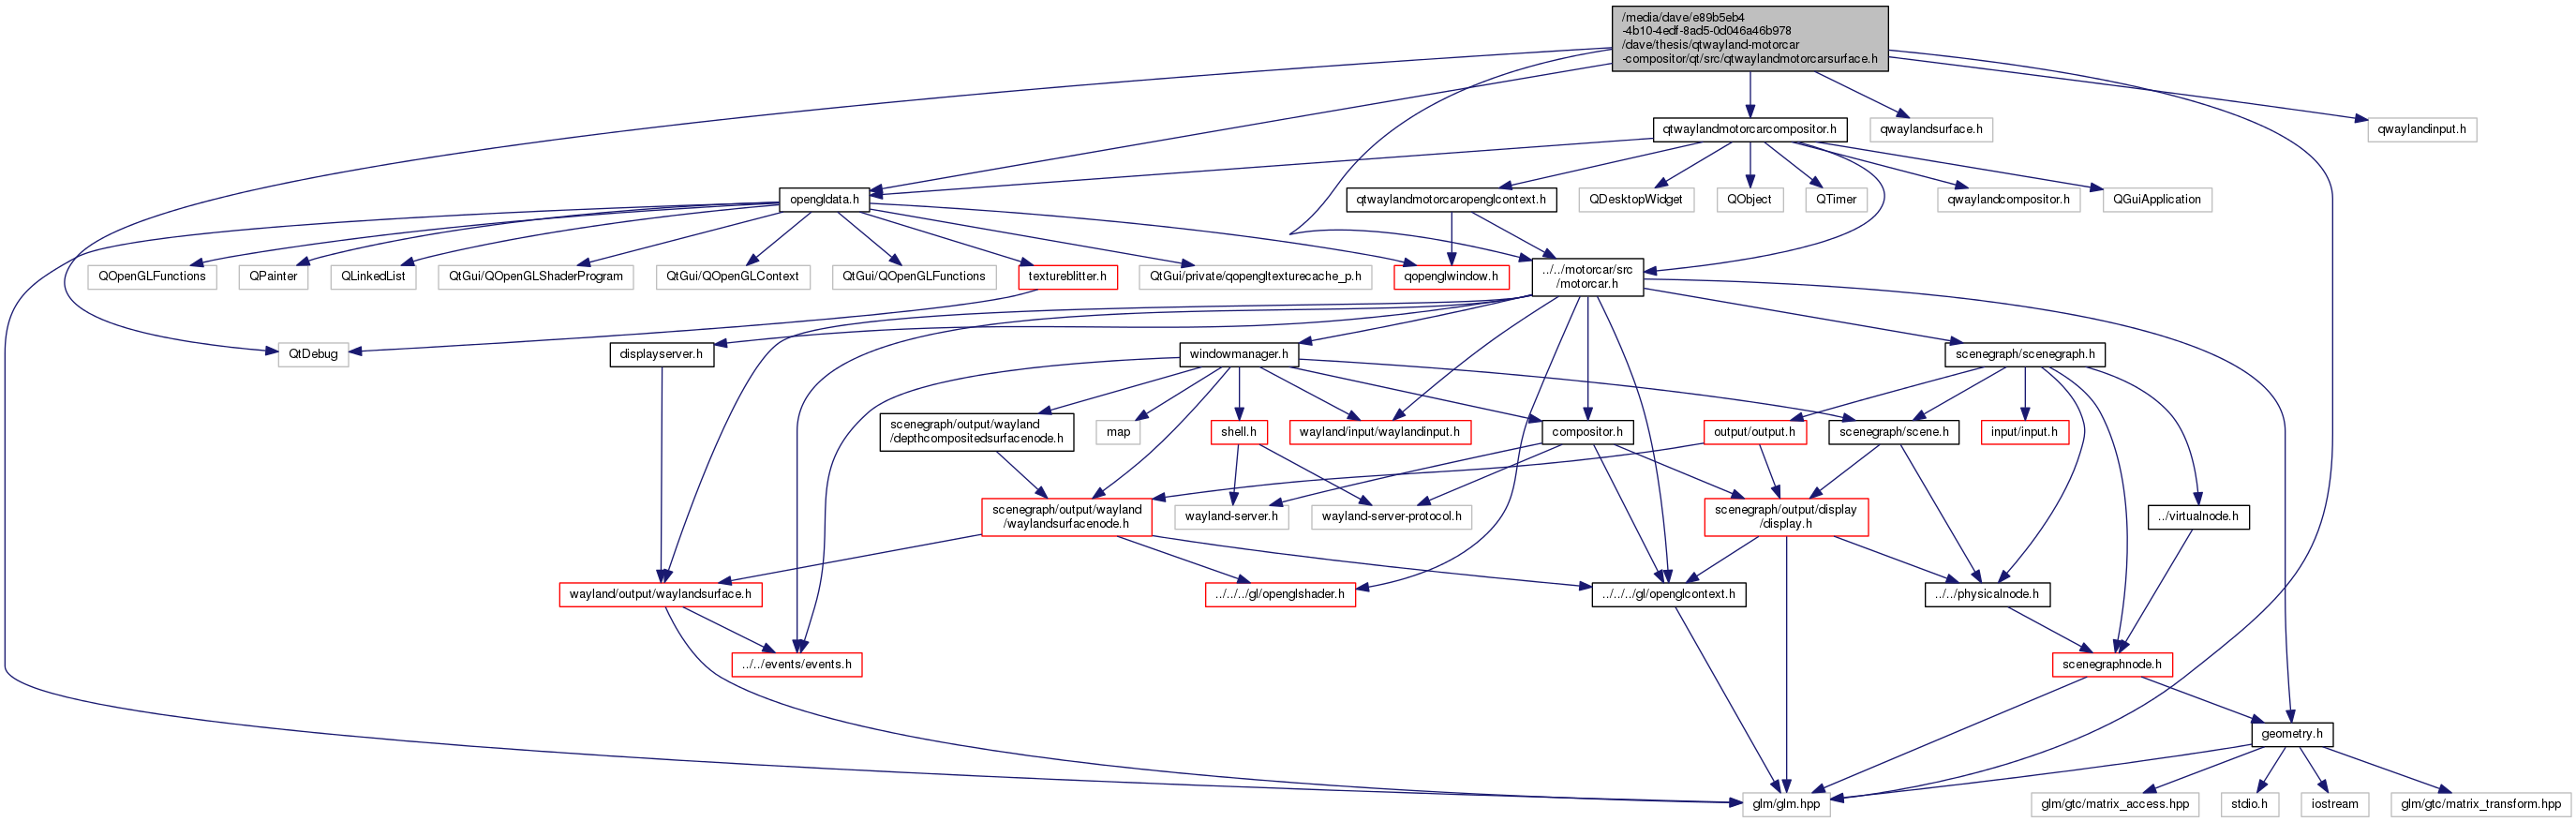 /media/dave/e89b5eb4
-4b10-4edf-8ad5-0d046a46b978
/dave/thesis/qtwayland-motorcar
-compositor/qt/src/qtwaylandmotorcarsurface.h
qtwaylandmotorcarcompositor.h
qwaylandsurface.h
qwaylandinput.h
opengldata.h
qtwaylandmotorcaropenglcontext.h
QDesktopWidget
QObject
QTimer
qwaylandcompositor.h
QGuiApplication
QOpenGLFunctions
QPainter
QLinkedList
QtGui/QOpenGLShaderProgram
QtGui/QOpenGLContext
QtGui/QOpenGLFunctions
textureblitter.h
QtGui/private/qopengltexturecache_p.h
qopenglwindow.h
../../motorcar/src
/motorcar.h
QtDebug
displayserver.h
windowmanager.h
scenegraph/scenegraph.h
scenegraph/output/wayland
/depthcompositedsurfacenode.h
map
shell.h
wayland/input/waylandinput.h
compositor.h
output/output.h
scenegraph/scene.h
input/input.h
scenegraph/output/wayland
/waylandsurfacenode.h
wayland-server.h
wayland-server-protocol.h
scenegraph/output/display
/display.h
../virtualnode.h
wayland/output/waylandsurface.h
../../../gl/openglshader.h
../../../gl/openglcontext.h
../../physicalnode.h
../../events/events.h
scenegraphnode.h
geometry.h
glm/glm.hpp
glm/gtc/matrix_access.hpp
stdio.h
iostream
glm/gtc/matrix_transform.hpp